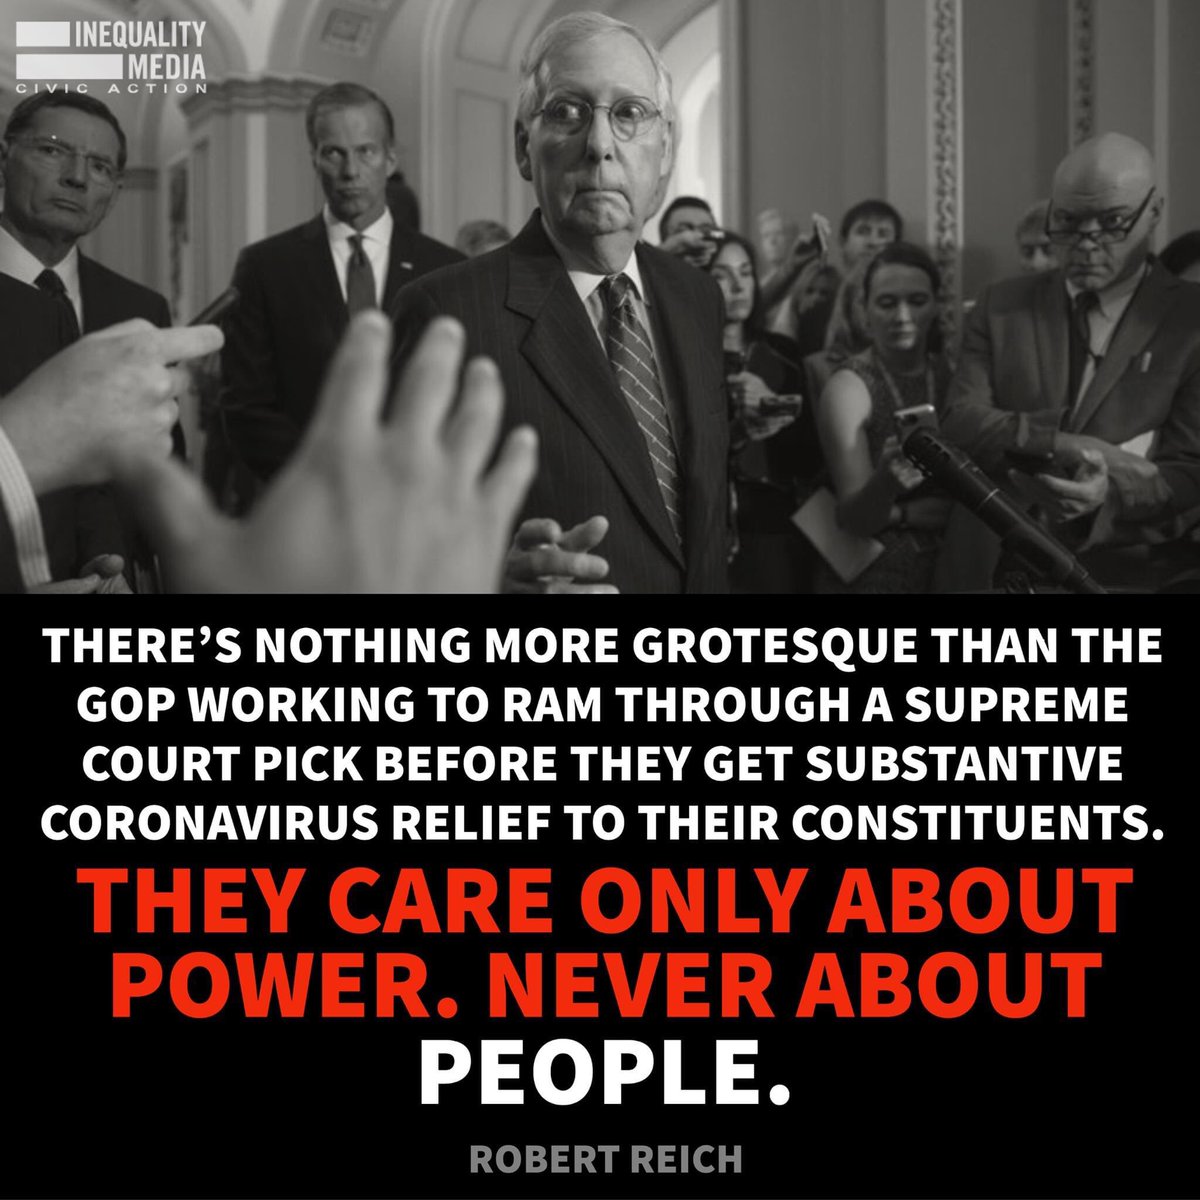 INEQUALITY
MEDIA
CIVIC ACTION
THERE’S NOTHING MORE GROTESQUE THAN THE
GOP WORKING TO RAM THROUGH A SUPREME
COURT PICK BEFORE THEY GET SUBSTANTIVE
CORONAVIRUS RELIEF TO THEIR CONSTITUENTS.
THEY CARE ONLY ABOUT
POWER. NEVER ABOUT
PEOPLE.
ROBERT REICH